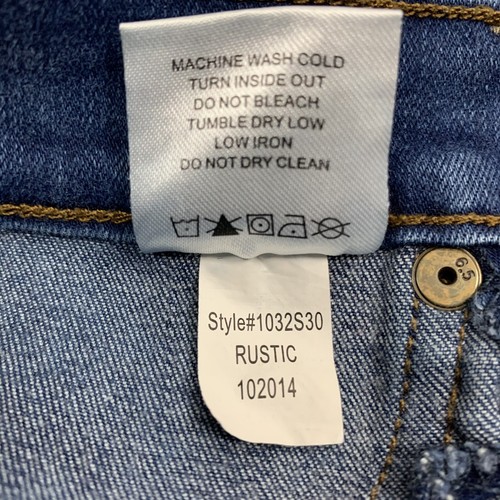 MACHINE WASH COLD
TURN INSIDE OUT
DO NOT BLEACH
TUMBLE DRY LOW
LOW IRON
DO NOT DRY CLEAN
6.5
Style#1032S30
RUSTIC
102014